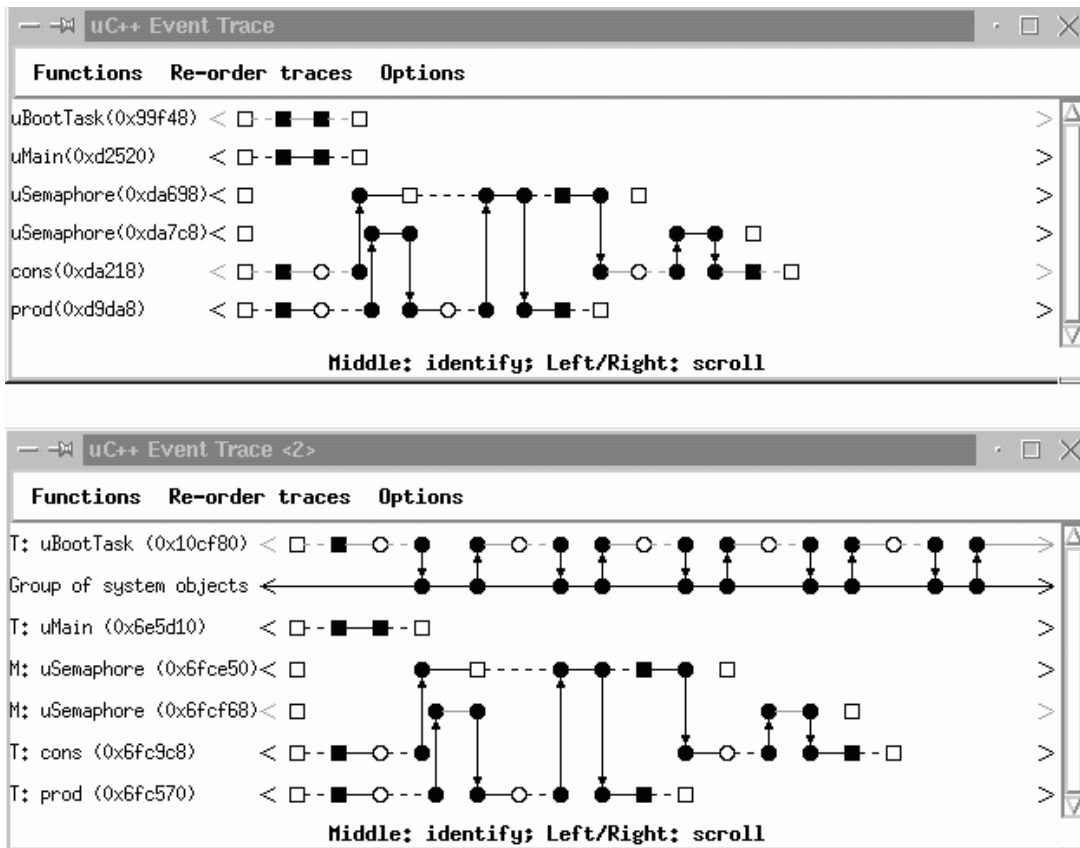 uC++ Event Trace
Functions Re-order traces Options
uBootTask(0x99f48)
uMain(0xd2520)
uSemaphore(0xda698)
uSemaphore(0xda7c8)
cons(0xda218)
prod(0xd9da8)
Middle: identify; Left/Right: scroll
uC++ Event Trace <2>
Functions Re-order traces Options
T: uBootTask (0x10cf80)
Group of system objects
T: uMain (0x6e5d10)
M: uSemaphore (0x6fce50)
M: uSemaphore (0x6fcf68)
T: cons (0x6fc9c8)
T: prod (0x6fc570)
Middle: identify; Left/Right: scroll